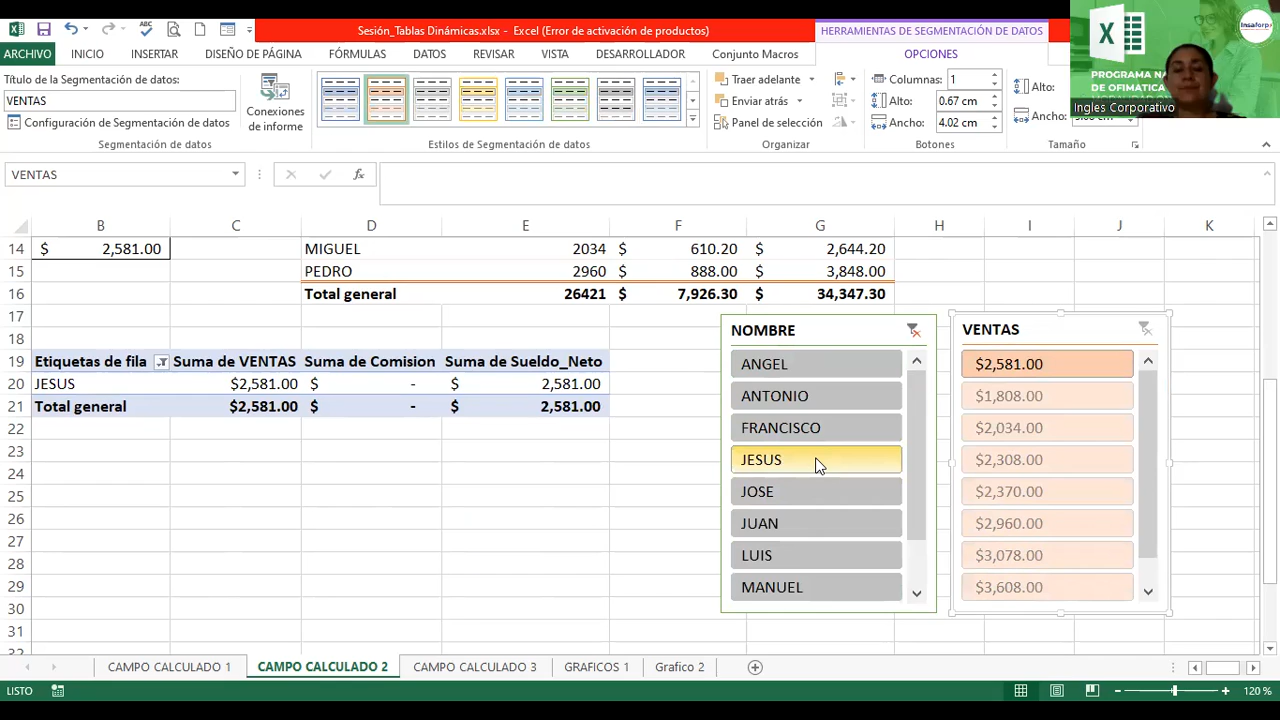 Sesión_Tablas Dinámicas.xlsx - Excel (Error de activación de productos)
HERRAMIENTAS DE SEGMENTACIÓN DE DATOS
ARCHIVO INICIO INSERTAR DISEÑO DE PÁGINA FÓRMULAS DATOS REVISAR VISTA DESARROLLADOR Conjunto Macros OPCIONES
Título de la Segmentación de datos:
VENTAS
Configuración de Segmentación de datos
Segmentación de datos
Conexiones
de informe
Estilos de Segmentación de datos
Traer adelante
Enviar atrás
Panel de selección
Organizar
Columnas: 1
Alto: 0.67 cm
Ancho: 4.02 cm
Botones
Alto:
Ancho:
Tamaño
Insaforp
PROGRAMA NA
DE OFIMÁTICA
Ingles Corporativo
VENTAS
fx
B C D E F G H I J K
14 $ 2,581.00 MIGUEL 2034 $ 610.20 $ 2,644.20
15 PEDRO 2960 $ 888.00 $ 3,848.00
16 Total general 26421 $ 7,926.30 $ 34,347.30
17
18
19 Etiquetas de fila Suma de VENTAS Suma de Comision Suma de Sueldo_Neto
20 JESUS $2,581.00 $ - $ 2,581.00
21 Total general $2,581.00 $ - $ 2,581.00
22
23
24
25
26
27
28
29
30
31
32
NOMBRE
ANGEL
ANTONIO
FRANCISCO
JESUS
JOSE
JUAN
LUIS
MANUEL
VENTAS
$2,581.00
$1,808.00
$2,034.00
$2,308.00
$2,370.00
$2,960.00
$3,078.00
$3,608.00
CAMPO CALCULADO 1 CAMPO CALCULADO 2 CAMPO CALCULADO 3 GRAFICOS 1 Grafico 2
LISTO
120 %